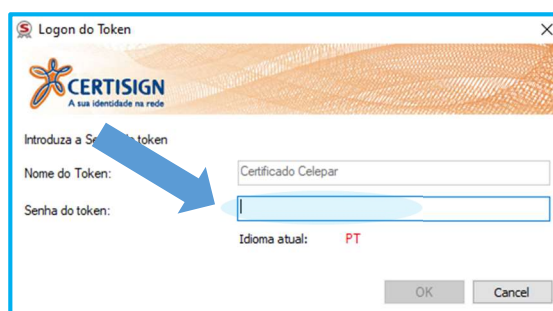 Logon do Token
CERTISIGN
A sua identidade na rede
Introduza a Se token
Nome do Token: Certificado Celepar
Senha do token:
Idioma atual: PT
OK Cancel